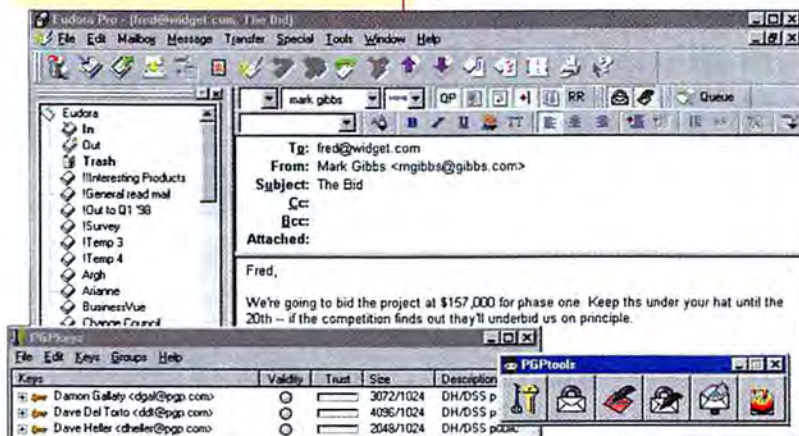 Eudora Pro - [fred@widget.com, The Bid]
File Edit Mailbox Message Transfer Special Tools Window Help
mark gibbs QP RR Queue
Eudora
In
Out
Trash
!!!Interesting Products
!General read mail
!Out to Q1 '98
!Survey
!Temp 3
!Temp 4
Argh
Arianne
BusinessVue
Change Council
To: fred@widget.com
From: Mark Gibbs <mgibbs@gibbs.com>
Subject: The Bid
Cc:
Bcc:
Attached:
Fred,
We're going to bid the project at $157,000 for phase one Keep ths under your hat until the
20th -- if the competition finds out they'll underbid us on principle.
PGPkeys
File Edit Keys Groups Help
Keys Validity Trust Size Description
Damon Gallaty <dgal@pgp.com> 3072/1024 DH/DSS p
Dave Del Torto <ddt@pgp.com> 4096/1024 DH/DSS p
Dave Heller <dheller@pgp.com> 2048/1024 DH/DSS public
PGPtools